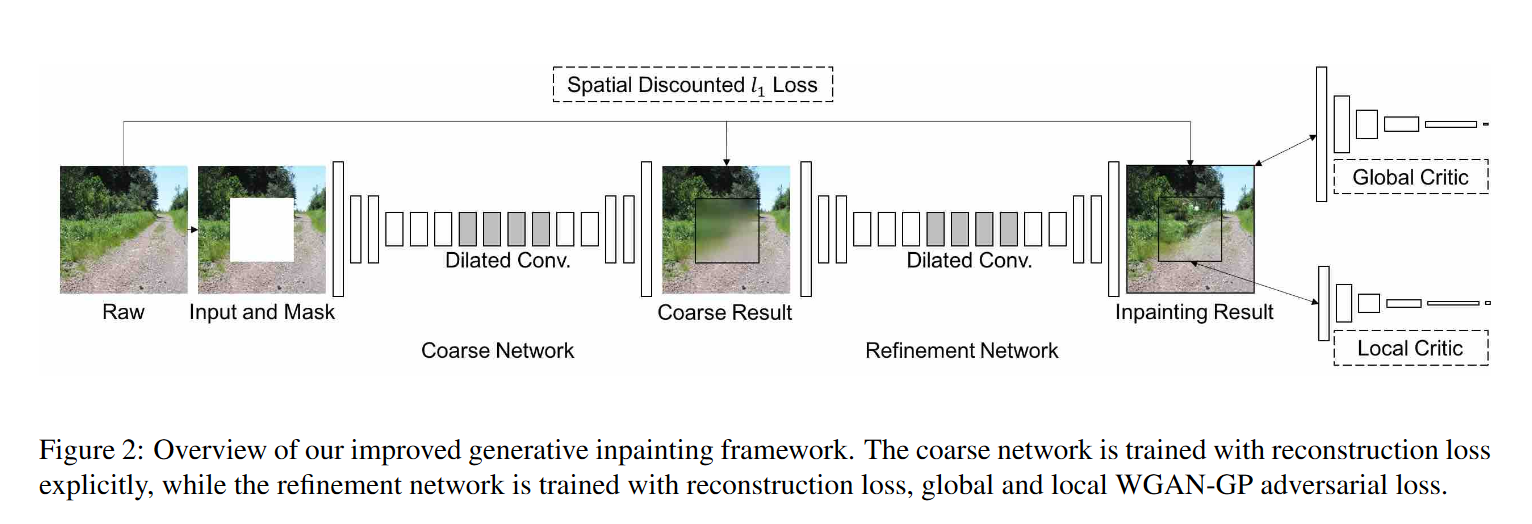 Spatial Discounted l₁ Loss
Global Critic
Dilated Conv.
Dilated Conv.
Raw
Input and Mask
Coarse Result
Inpainting Result
Coarse Network
Refinement Network
Local Critic
Figure 2: Overview of our improved generative inpainting framework. The coarse network is trained with reconstruction loss
explicitly, while the refinement network is trained with reconstruction loss, global and local WGAN-GP adversarial loss.